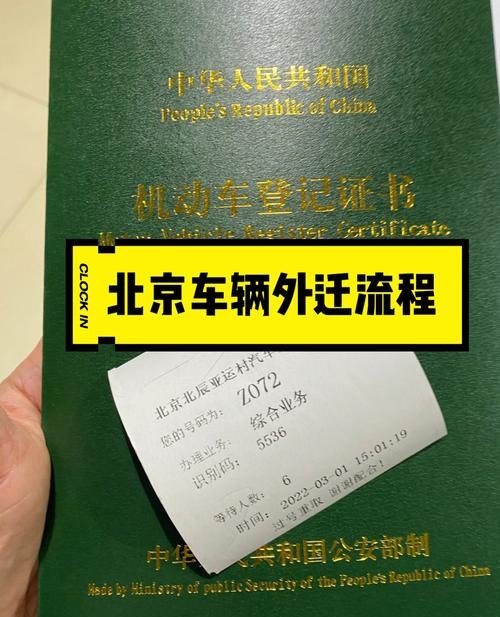 中华人民共和国
People's Republic of China
机动车登记证书
Motor Vehicle Register Certificate
CLOCK IN
北京车辆外迁流程
北京北辰亚运村汽车
您的号码为: Z072
办理业务: 综合业务
识别码: 5536
等待人数: 6
时间: 2022-03-01 15:01:19
过号重取 谢谢配合!
中华人民共和国公安部制
Made by Ministry of public Security of the People's Republic of China